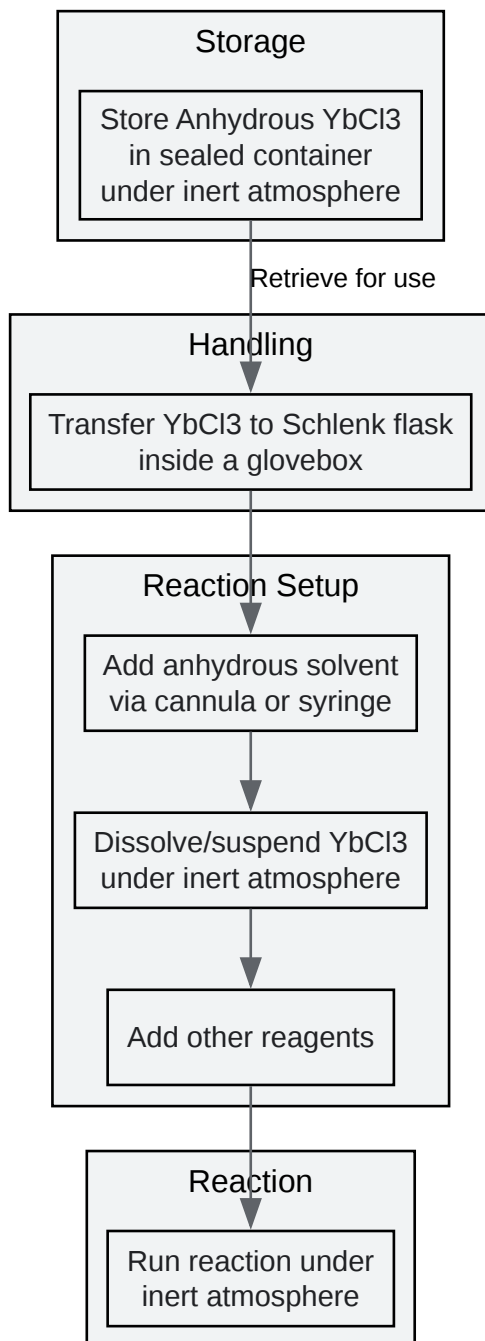 Storage
Store Anhydrous YbCl3
in sealed container
under inert atmosphere
Retrieve for use
Handling
Transfer YbCl3 to Schlenk flask
inside a glovebox
Reaction Setup
Add anhydrous solvent
via cannula or syringe
Dissolve/suspend YbCl3
under inert atmosphere
Add other reagents
Reaction
Run reaction under
inert atmosphere